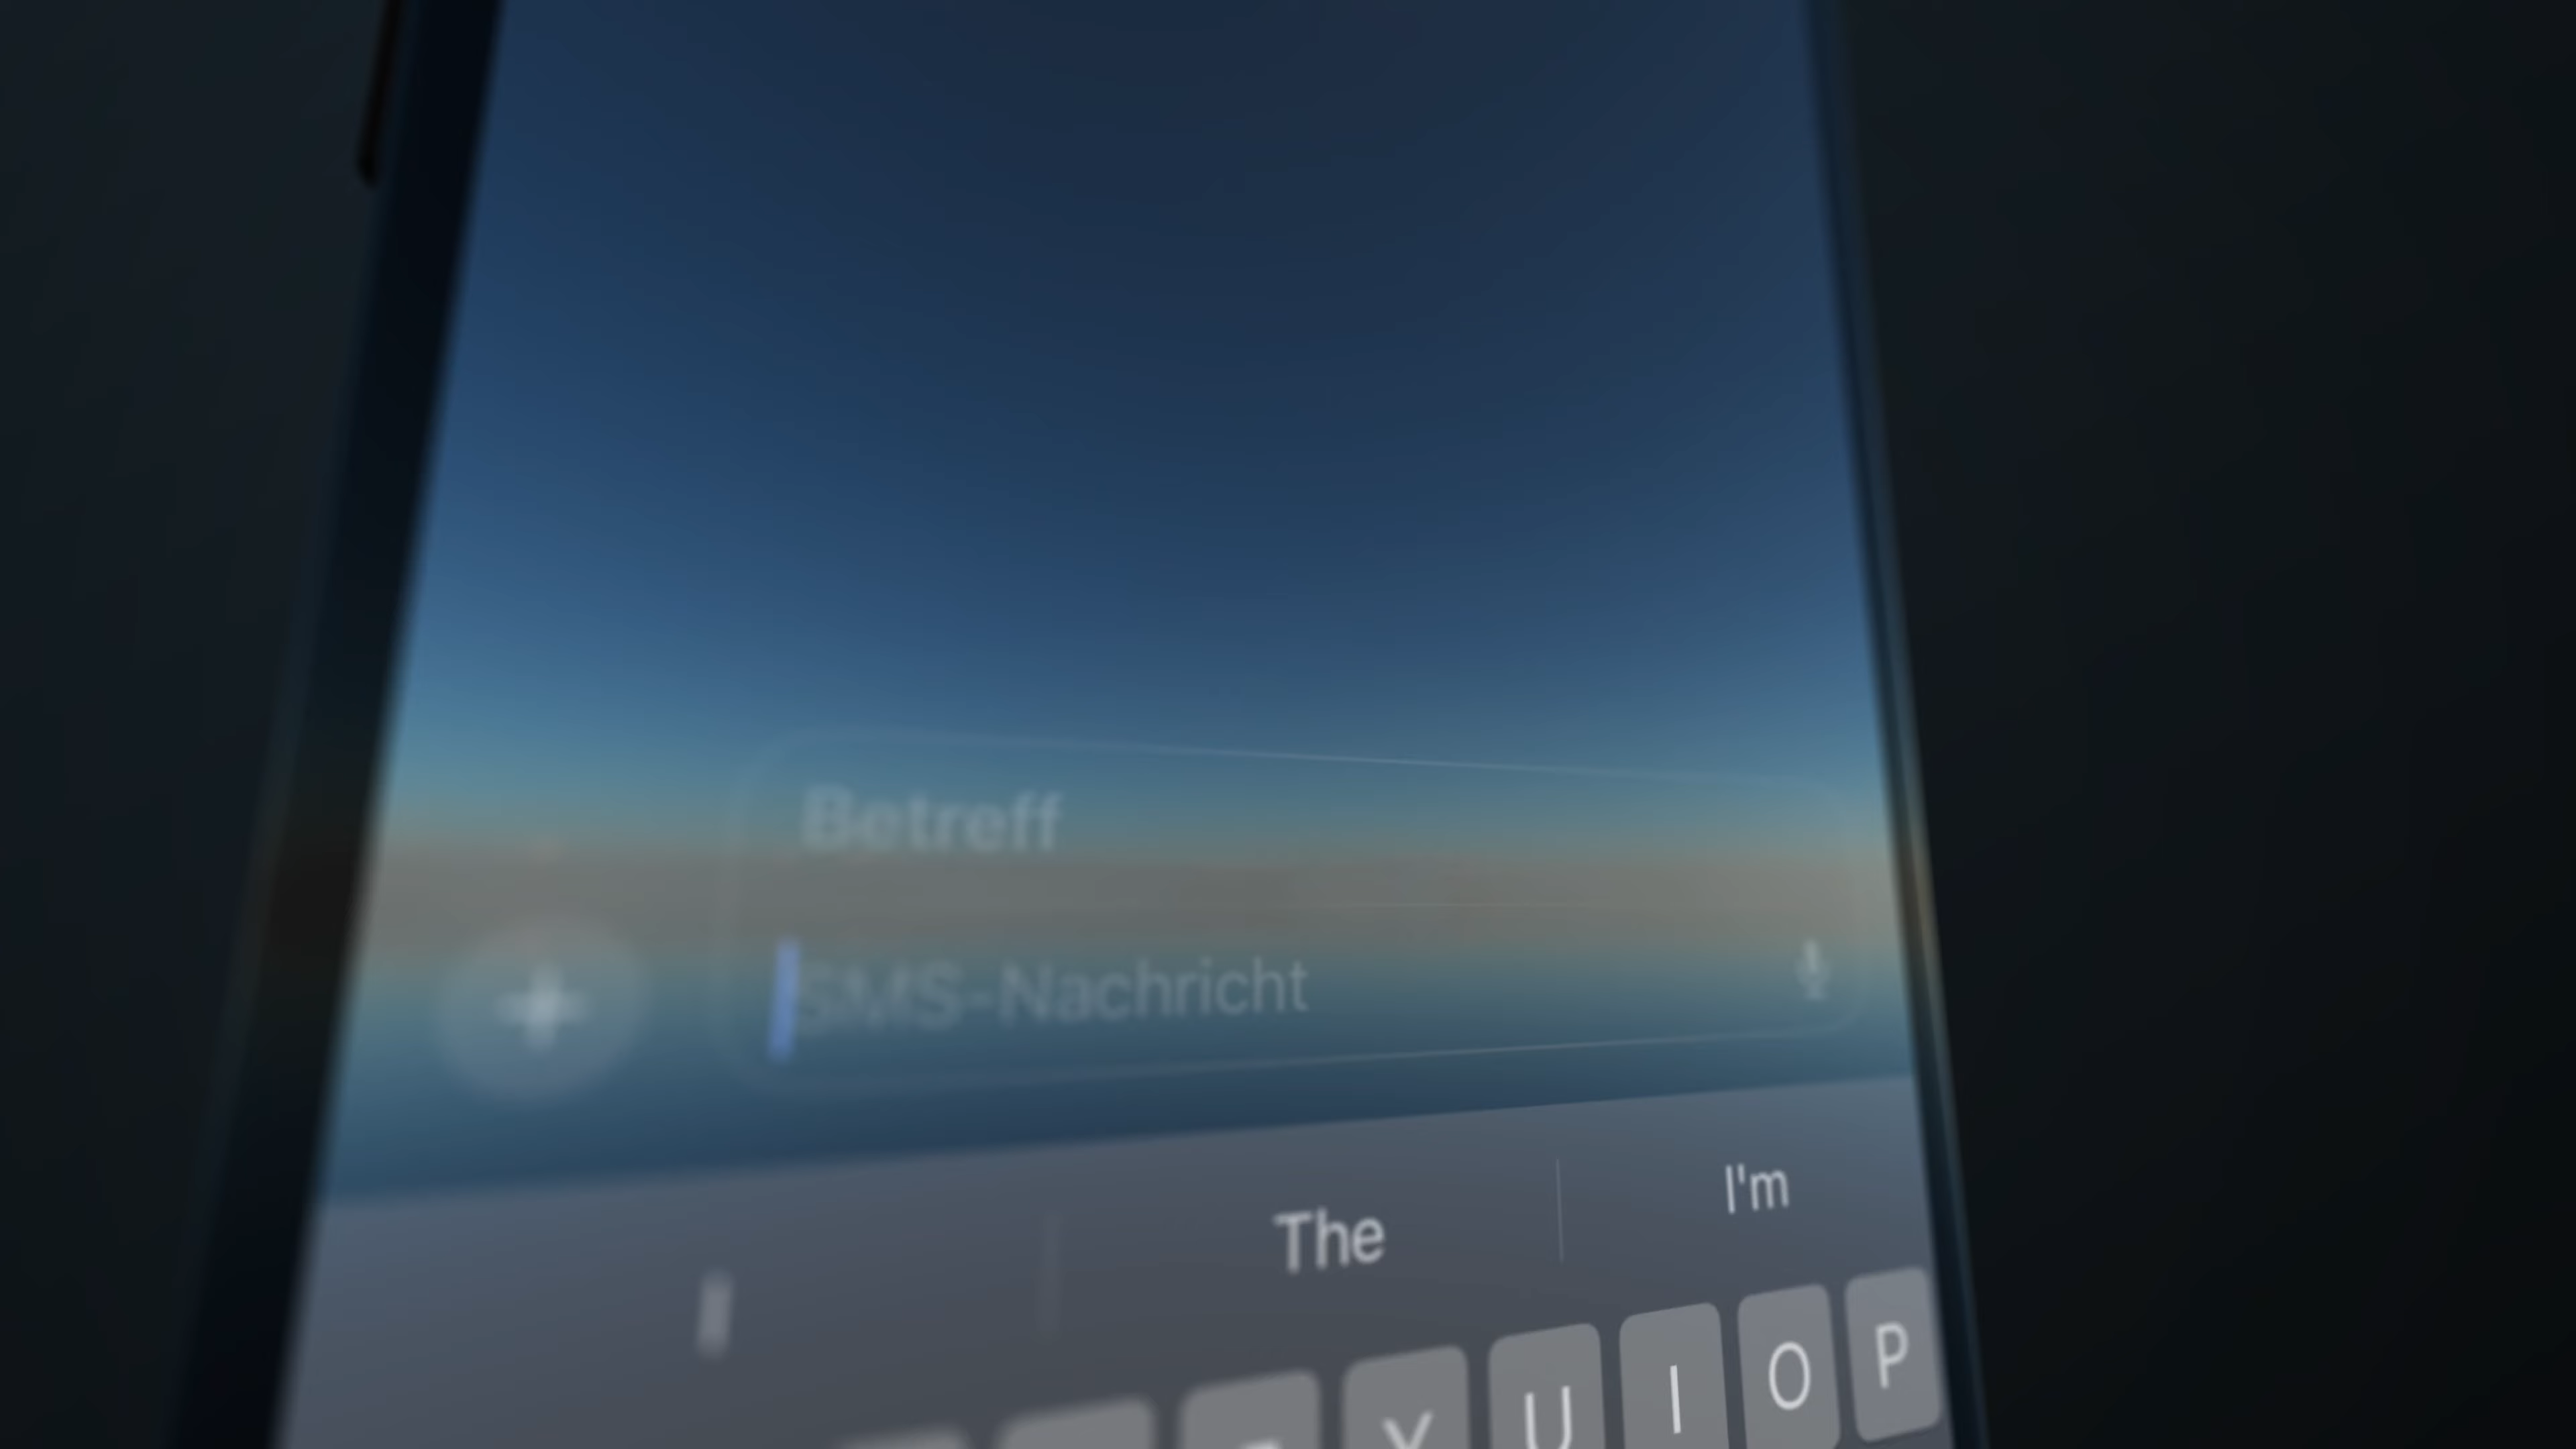 Betreff
SMS-Nachricht
I The I'm
Y U I O P